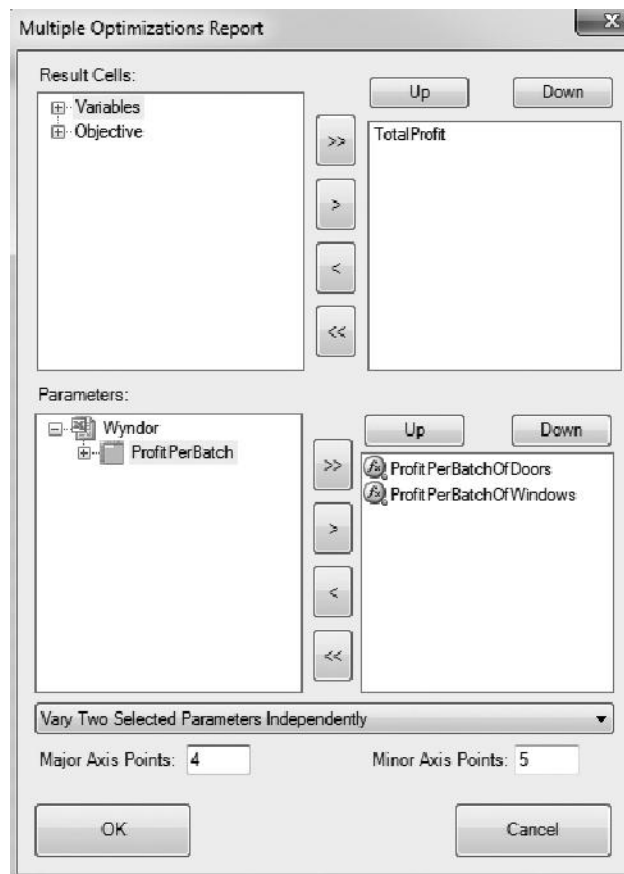 Multiple Optimizations Report
X
Result Cells:
Up
Down
Variables
Objective
>>
>
<
<<
TotalProfit
Parameters:
Wyndor
ProfitPerBatch
Up
Down
>>
>
<
<<
ProfitPerBatchOfDoors
ProfitPerBatchOfWindows
Vary Two Selected Parameters Independently
Major Axis Points: 4
Minor Axis Points: 5
OK
Cancel